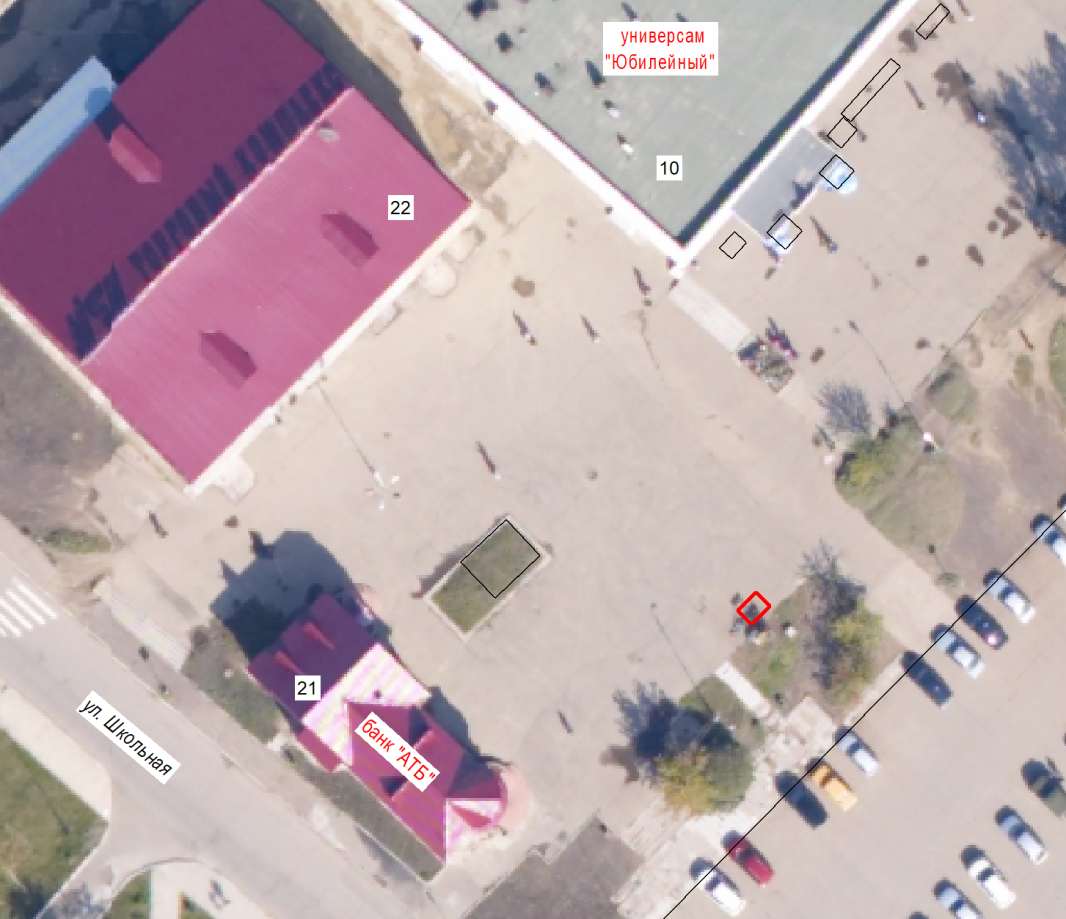 универсам
"Юбилейный"
10
22
21
банк "АТБ"
ул. Школьная